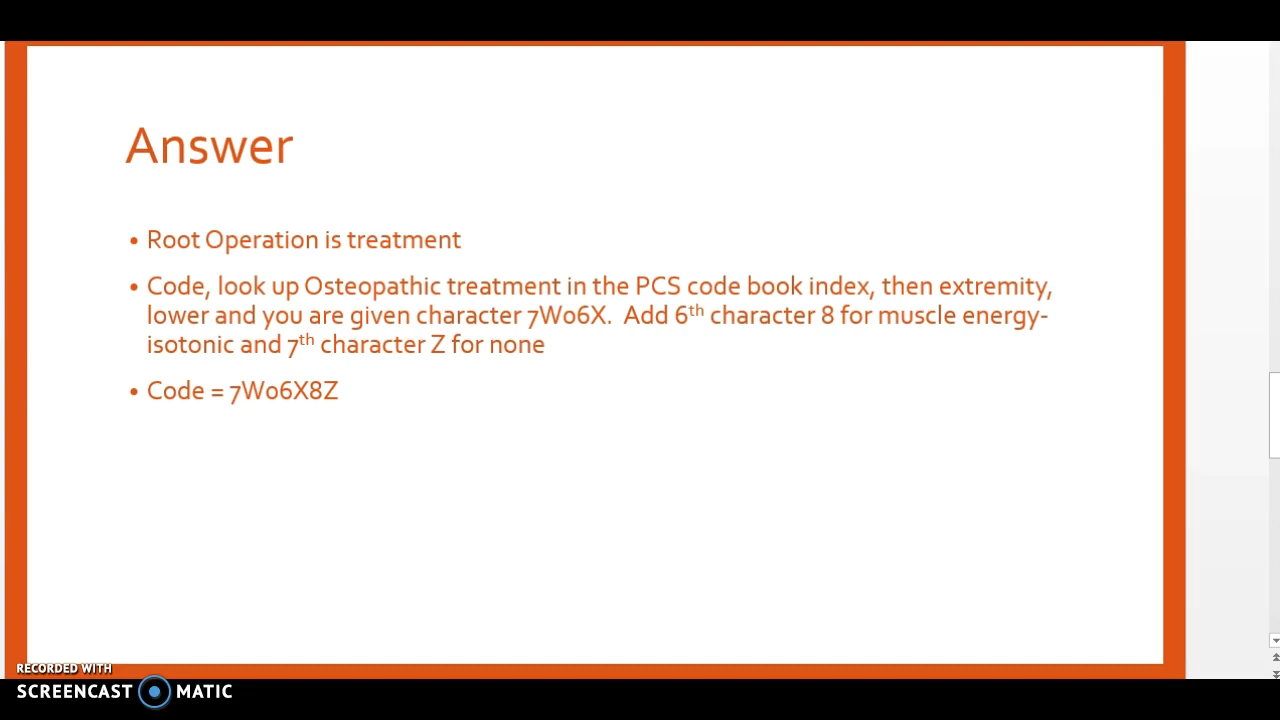 Answer
• Root Operation is treatment
• Code, look up Osteopathic treatment in the PCS code book index, then extremity,
lower and you are given character 7W06X.  Add 6th character 8 for muscle energy-
isotonic and 7th character Z for none
• Code = 7W06X8Z
RECORDED WITH
SCREENCAST MATIC